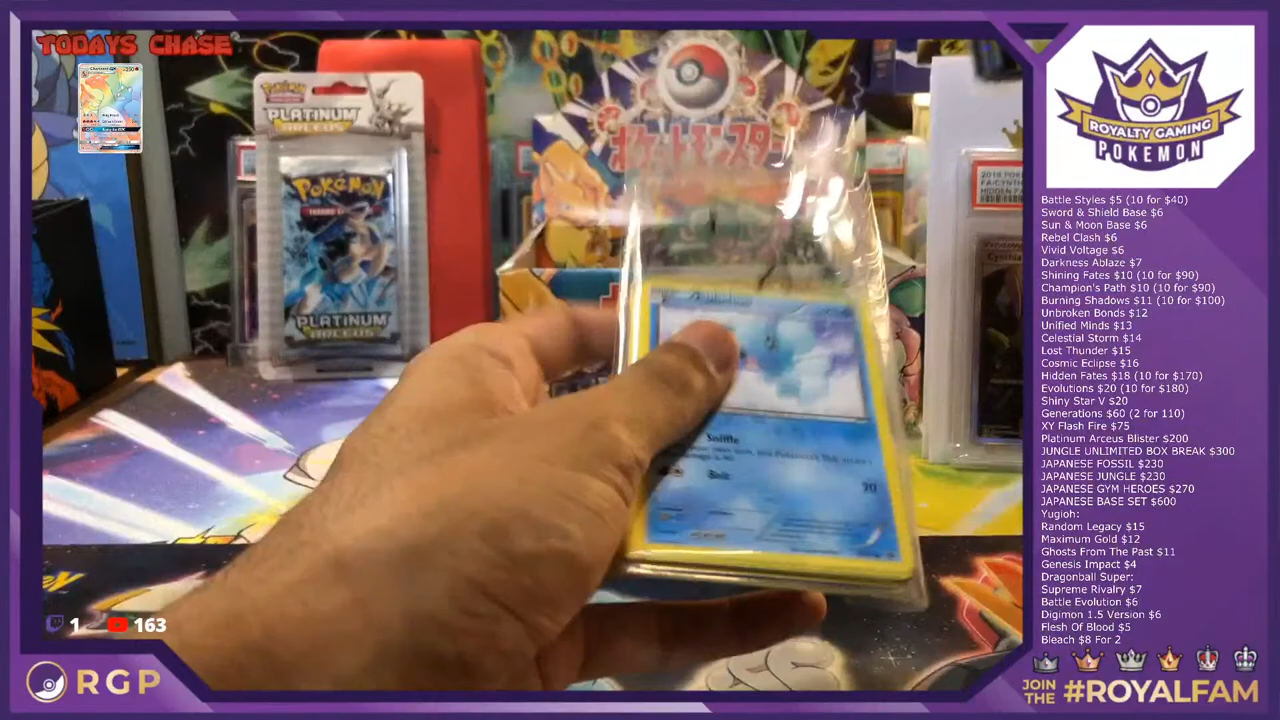 TODAYS CHASE
Pokémon
PLATINUM
ARCEUS
POKéMON
PLATINUM
ARCEUS
ポケットモンスター
Sniffle
70
ROYALTY GAMING
POKEMON
Battle Styles $5 (10 for $40)
Sword & Shield Base $6
Sun & Moon Base $6
Rebel Clash $6
Vivid Voltage $6
Darkness Ablaze $7
Shining Fates $10 (10 for $90)
Champion's Path $10 (10 for $90)
Burning Shadows $11 (10 for $100)
Unbroken Bonds $12
Unified Minds $13
Celestial Storm $14
Lost Thunder $15
Cosmic Eclipse $16
Hidden Fates $18 (10 for $170)
Evolutions $20 (10 for $180)
Shiny Star V $20
Generations $60 (2 for 110)
XY Flash Fire $75
Platinum Arceus Blister $200
JUNGLE UNLIMITED BOX BREAK $300
JAPANESE FOSSIL $230
JAPANESE JUNGLE $230
JAPANESE GYM HEROES $270
JAPANESE BASE SET $600
Yugioh:
Random Legacy $15
Maximum Gold $12
Ghosts From The Past $11
Genesis Impact $4
Dragonball Super:
Supreme Rivalry $7
Battle Evolution $6
Digimon 1.5 Version $6
Flesh Of Blood $5
Bleach $8 For 2
1
163
RGP
JOIN
THE #ROYALFAM